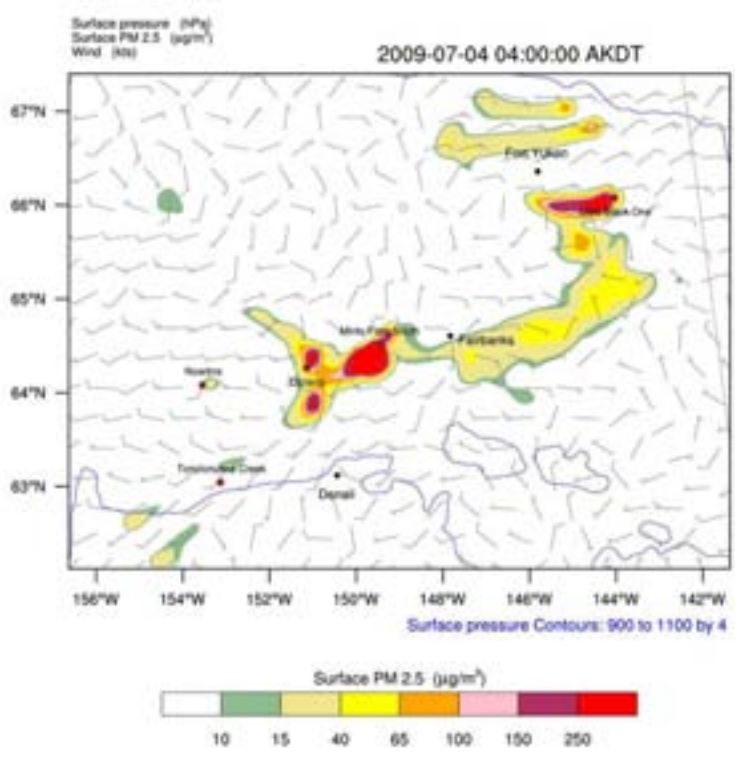 Surface pressure (hPa)
Surface PM 2.5 (μg/m³)
Wind (kts)
2009-07-04 04:00:00 AKDT
67°N
Fort Yukon
66°N
65°N
Fairbanks
64°N
63°N
Denali
156°W 154°W 152°W 150°W 148°W 146°W 144°W 142°W
Surface pressure Contours: 900 to 1100 by 4
Surface PM 2.5 (μg/m³)
10 15 40 65 100 150 250